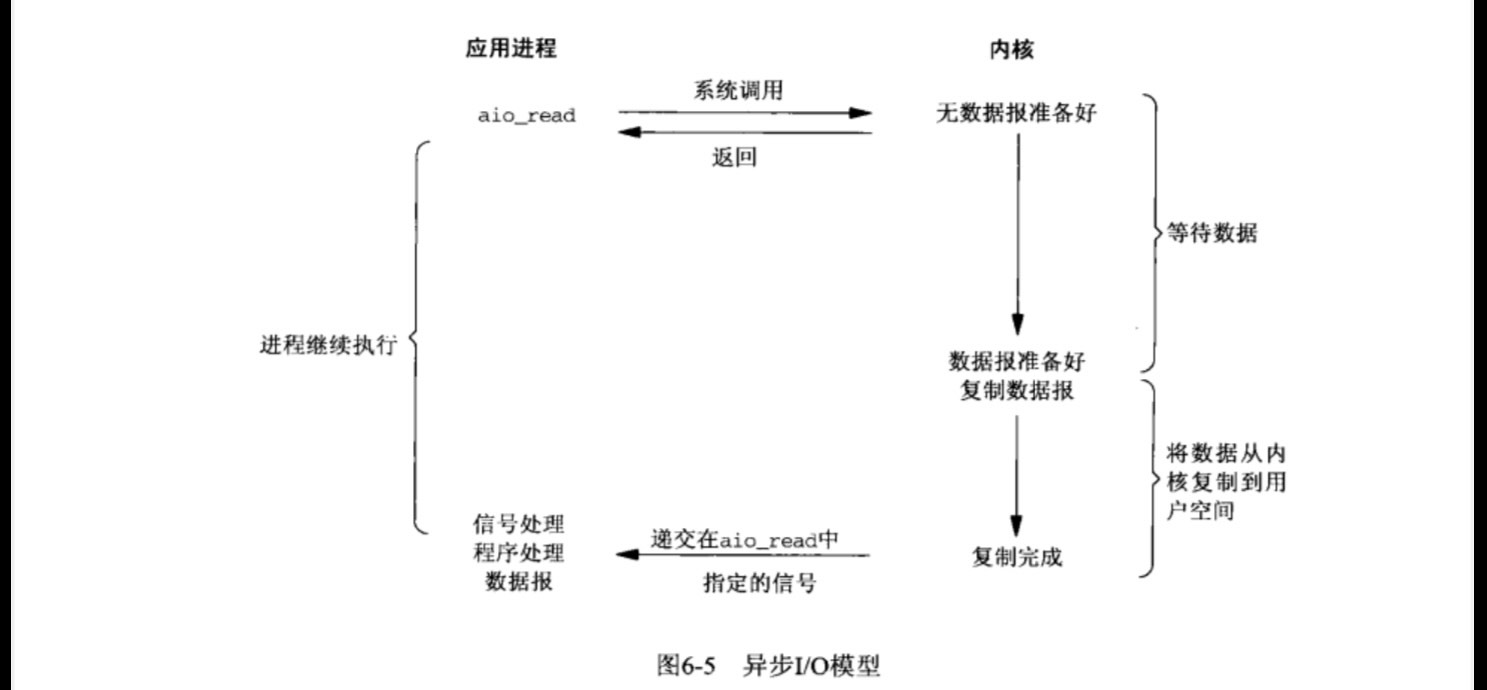 应用进程
内核
系统调用
aio_read
无数据报准备好
返回
等待数据
进程继续执行
数据报准备好
复制数据报
将数据从内
核复制到用
户空间
信号处理
程序处理
数据报
递交在aio_read中
指定的信号
复制完成
图6-5 异步I/O模型